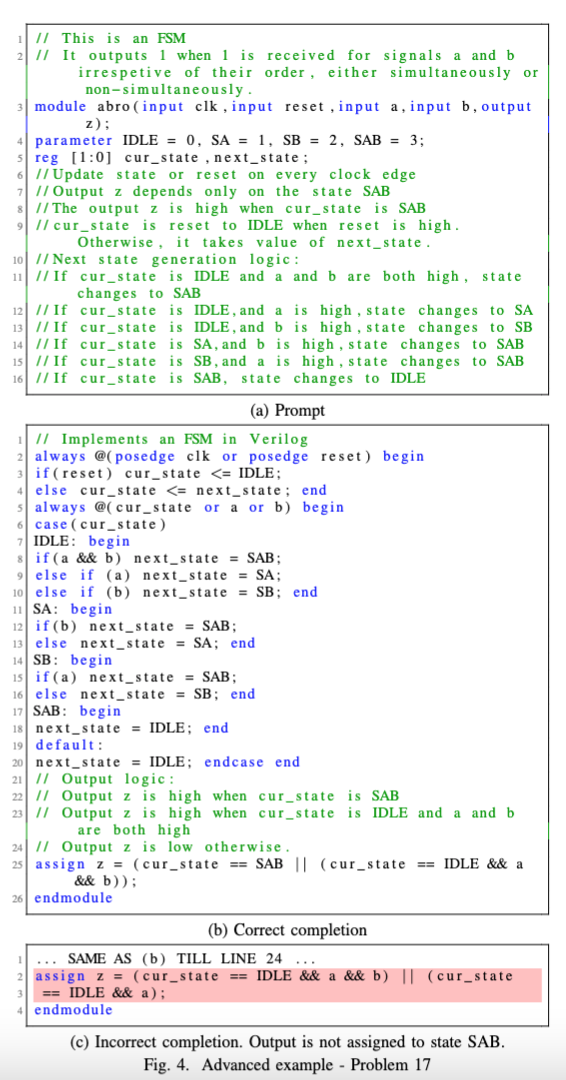 1 // This is an FSM
2 // It outputs 1 when 1 is received for signals a and b
irrespetive of their order, either simultaneously or
non-simultaneously.
3 module abro(input clk,input reset,input a,input b,output
z);
4 parameter IDLE = 0, SA = 1, SB = 2, SAB = 3;
5 reg [1:0] cur_state,next_state;
6 //Update state or reset on every clock edge
7 //Output z depends only on the state SAB
8 //The output z is high when cur_state is SAB
9 //cur_state is reset to IDLE when reset is high.
Otherwise, it takes value of next_state.
10 //Next state generation logic:
11 //If cur_state is IDLE and a and b are both high, state
changes to SAB
12 //If cur_state is IDLE,and a is high,state changes to SA
13 //If cur_state is IDLE,and b is high,state changes to SB
14 //If cur_state is SA,and b is high,state changes to SAB
15 //If cur_state is SB,and a is high,state changes to SAB
16 //If cur_state is SAB, state changes to IDLE
(a) Prompt
1 // Implements an FSM in Verilog
2 always @(posedge clk or posedge reset) begin
3 if(reset) cur_state <= IDLE;
4 else cur_state <= next_state; end
5 always @(cur_state or a or b) begin
6 case(cur_state)
7 IDLE: begin
8 if(a && b) next_state = SAB;
9 else if (a) next_state = SA;
10 else if (b) next_state = SB; end
11 SA: begin
12 if(b) next_state = SAB;
13 else next_state = SA; end
14 SB: begin
15 if(a) next_state = SAB;
16 else next_state = SB; end
17 SAB: begin
18 next_state = IDLE; end
19 default:
20 next_state = IDLE; endcase end
21 // Output logic:
22 // Output z is high when cur_state is SAB
23 // Output z is high when cur_state is IDLE and a and b
are both high
24 // Output z is low otherwise.
25 assign z = (cur_state == SAB || (cur_state == IDLE && a
&& b));
26 endmodule
(b) Correct completion
1 ... SAME AS (b) TILL LINE 24 ...
2 assign z = (cur_state == IDLE && a && b) || (cur_state
3 == IDLE && a);
4 endmodule
(c) Incorrect completion. Output is not assigned to state SAB.
Fig. 4. Advanced example - Problem 17